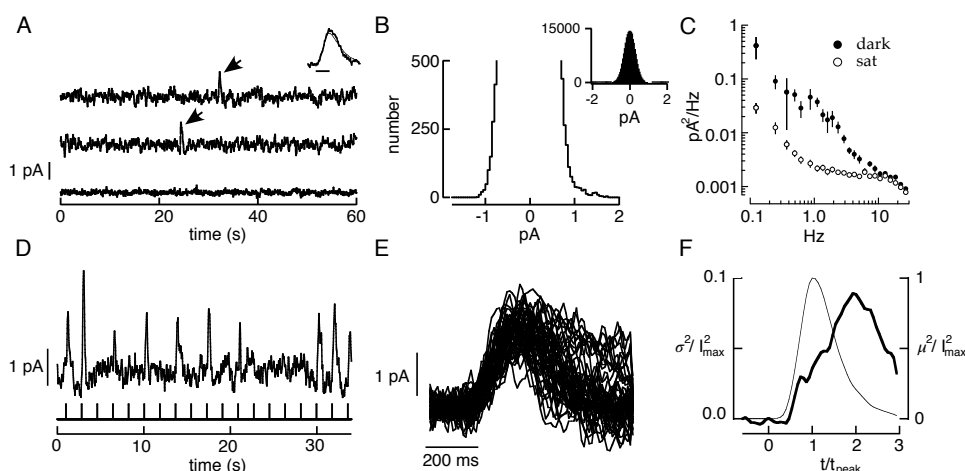 A
1 pA
0
20
40
60
time (s)
B
number
500
250
0
-1
0
1
2
pA
15000
0
-2
0
2
pA
C
dark
sat
pA²/Hz
1
0.1
0.01
0.001
0.1
1.0
10
Hz
D
1 pA
0
10
20
30
time (s)
E
1 pA
200 ms
F
0.1
0.0
σ²/I²max
1
0
μ²/I²max
0
1
2
3
t/tpeak